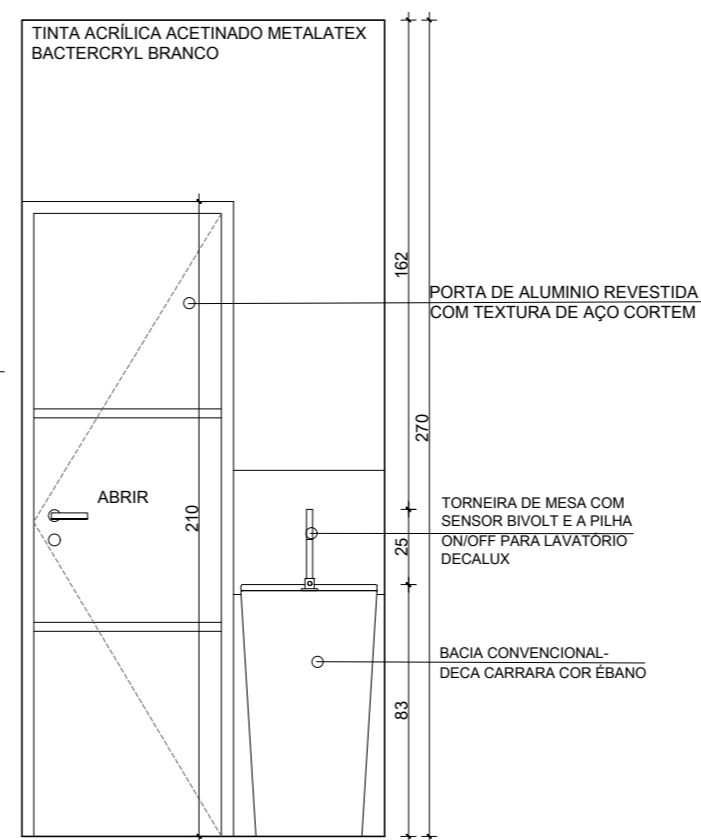 TINTA ACRÍLICA ACETINADO METALATEX
BACTERCRYL BRANCO
162
PORTA DE ALUMINIO REVESTIDA
COM TEXTURA DE AÇO CORTEM
270
ABRIR
210
TORNEIRA DE MESA COM
SENSOR BIVOLT E A PILHA
ON/OFF PARA LAVATÓRIO
DECALUX
25
BACIA CONVENCIONAL-
DECA CARRARA COR ÉBANO
83